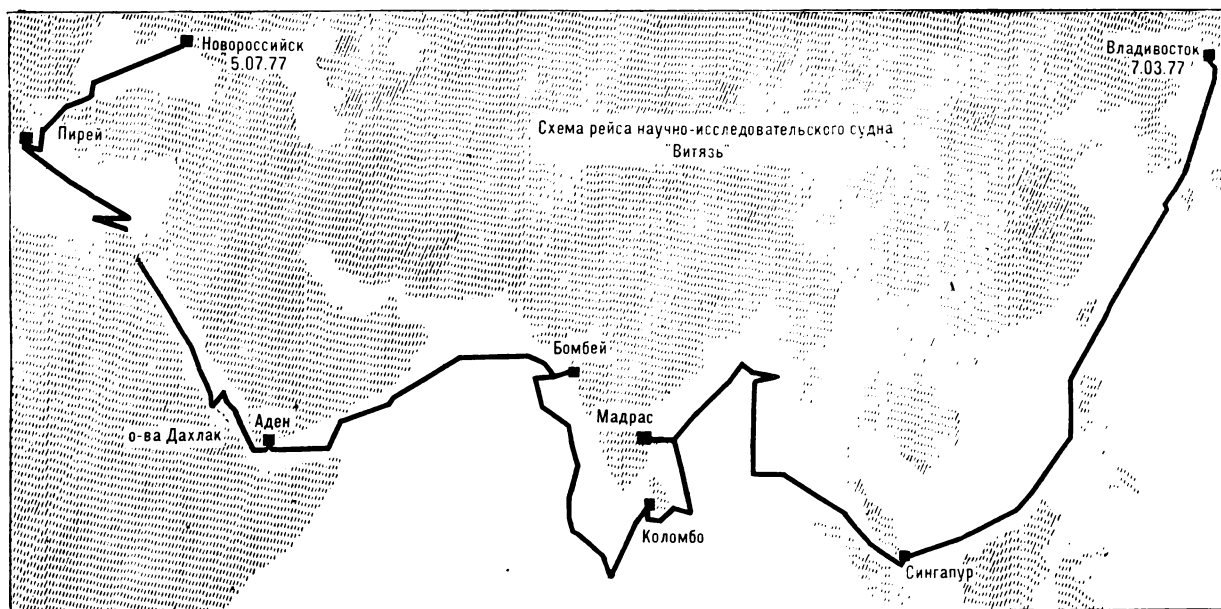 Новороссийск
5.07.77
Владивосток
7.03.77
Пирей
Схема рейса научно-исследовательского судна
"Витязь"
Бомбей
Мадрас
Аден
о-ва Дахлак
Коломбо
Сингапур